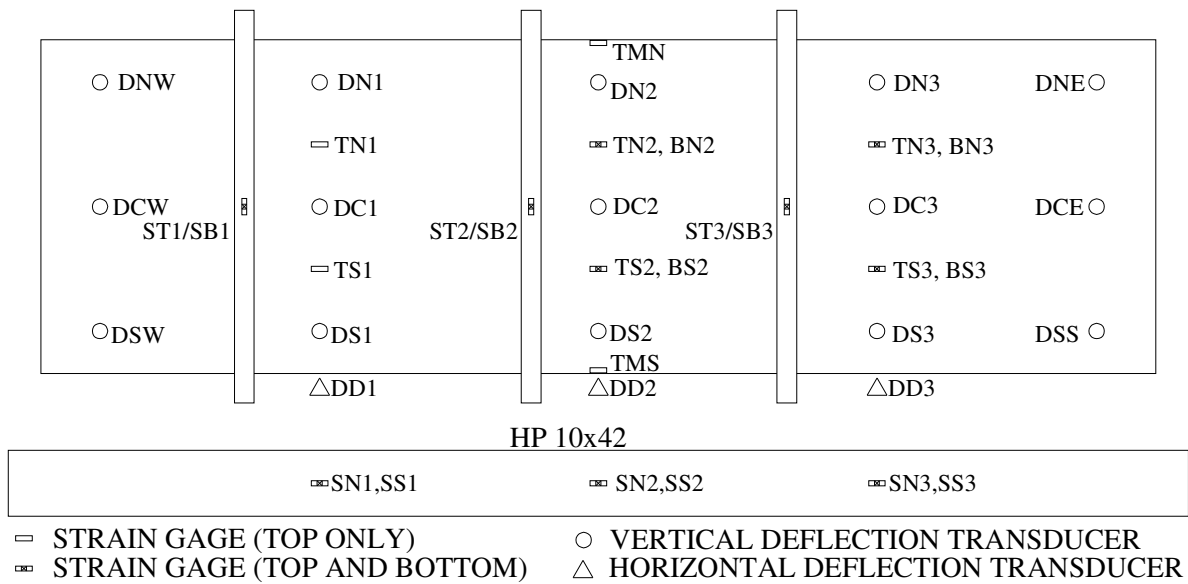 TMN
DNW DN1 DN2 DN3 DNE
TN1 TN2, BN2 TN3, BN3
DCW DC1 DC2 DC3 DCE
ST1/SB1 ST2/SB2 ST3/SB3
TS1 TS2, BS2 TS3, BS3
DSW DS1 DS2 DS3 DSS
TMS
DD1 DD2 DD3
HP 10x42
SN1,SS1 SN2,SS2 SN3,SS3
STRAIN GAGE (TOP ONLY) VERTICAL DEFLECTION TRANSDUCER
STRAIN GAGE (TOP AND BOTTOM) HORIZONTAL DEFLECTION TRANSDUCER